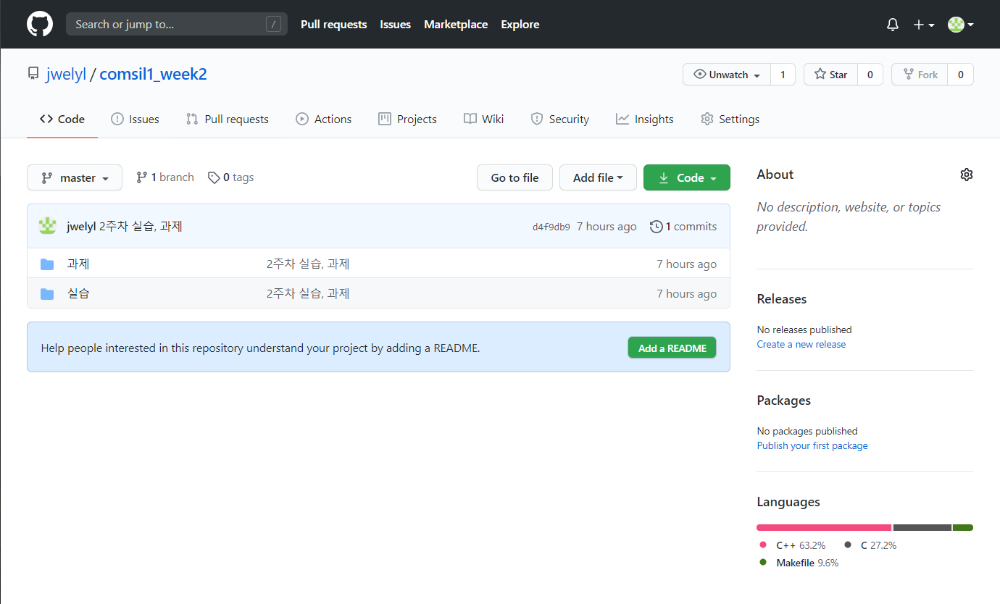 Search or jump to... / Pull requests Issues Marketplace Explore
jwelyl / comsil1_week2 Unwatch 1 Star 0 Fork 0
Code Issues Pull requests Actions Projects Wiki Security Insights Settings
master 1 branch 0 tags Go to file Add file Code
jwelyl 2주차 실습, 과제 d4f9db9 7 hours ago 1 commits
과제 2주차 실습, 과제 7 hours ago
실습 2주차 실습, 과제 7 hours ago
Help people interested in this repository understand your project by adding a README. Add a README
About
No description, website, or topics
provided.
Releases
No releases published
Create a new release
Packages
No packages published
Publish your first package
Languages
C++ 63.2% C 27.2%
Makefile 9.6%